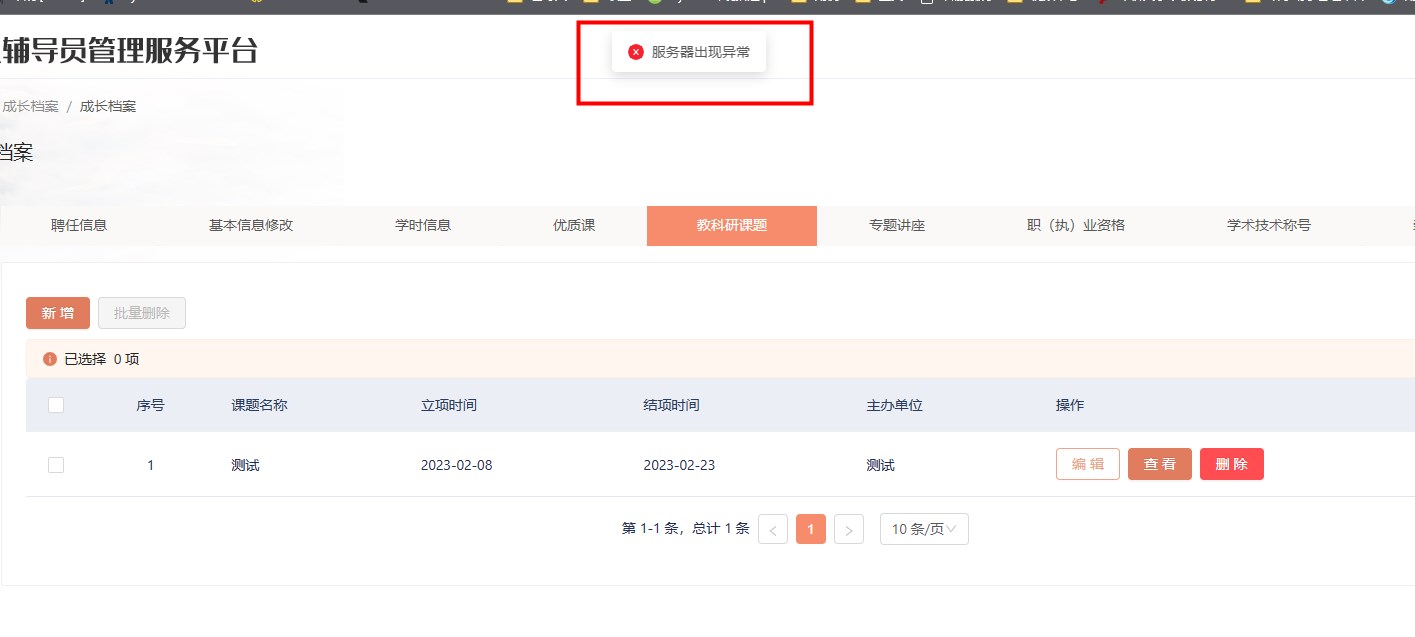 辅导员管理服务平台
服务器出现异常
成长档案 / 成长档案
档案
聘任信息 基本信息修改 学时信息 优质课 教科研课题 专题讲座 职（执）业资格 学术技术称号
新 增 批量删除
已选择 0 项
序号 课题名称 立项时间 结项时间 主办单位 操作
1 测试 2023-02-08 2023-02-23 测试 编 辑 查 看 删 除
第 1-1 条，总计 1 条 < 1 > 10 条/页